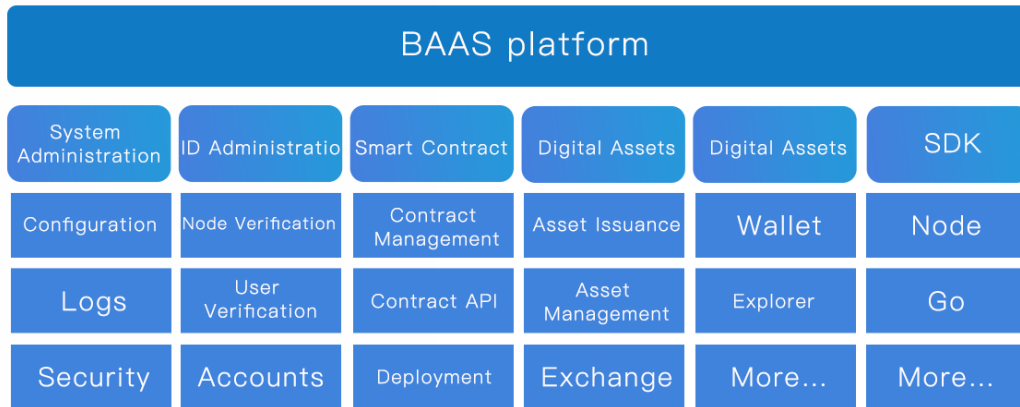 BAAS platform
System
Administration
ID Administratio
Smart Contract
Digital Assets
Digital Assets
SDK
Configuration
Node Verification
Contract
Management
Asset Issuance
Wallet
Node
Logs
User
Verification
Contract API
Asset
Management
Explorer
Go
Security
Accounts
Deployment
Exchange
More...
More...